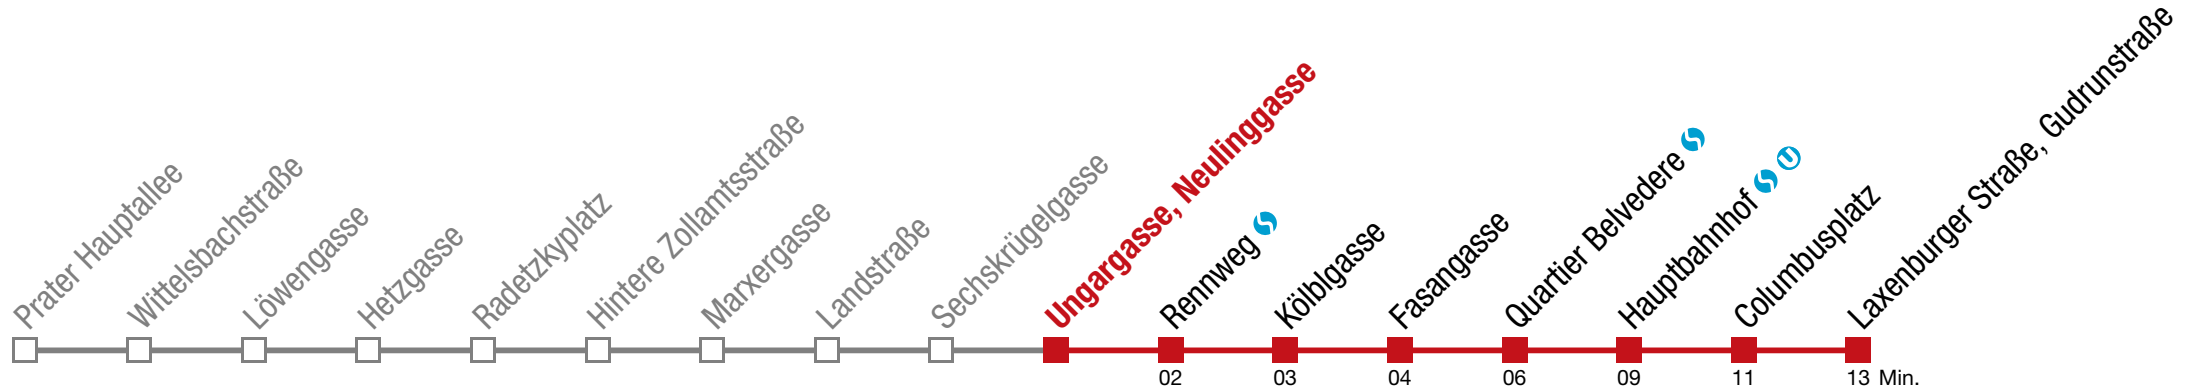 Prater Hauptallee
Wittelsbachstraße
Löwengasse
Hetzgasse
Radetzkyplatz
Hintere Zollamtsstraße
Marxergasse
Landstraße
Sechskrügelgasse
Ungargasse, Neulinggasse
Rennweg S
Kölblgasse
Fasangasse
Quartier Belvedere S
Hauptbahnhof S U
Columbusplatz
Laxenburger Straße, Gudrunstraße
02 03 04 06 09 11 13 Min.